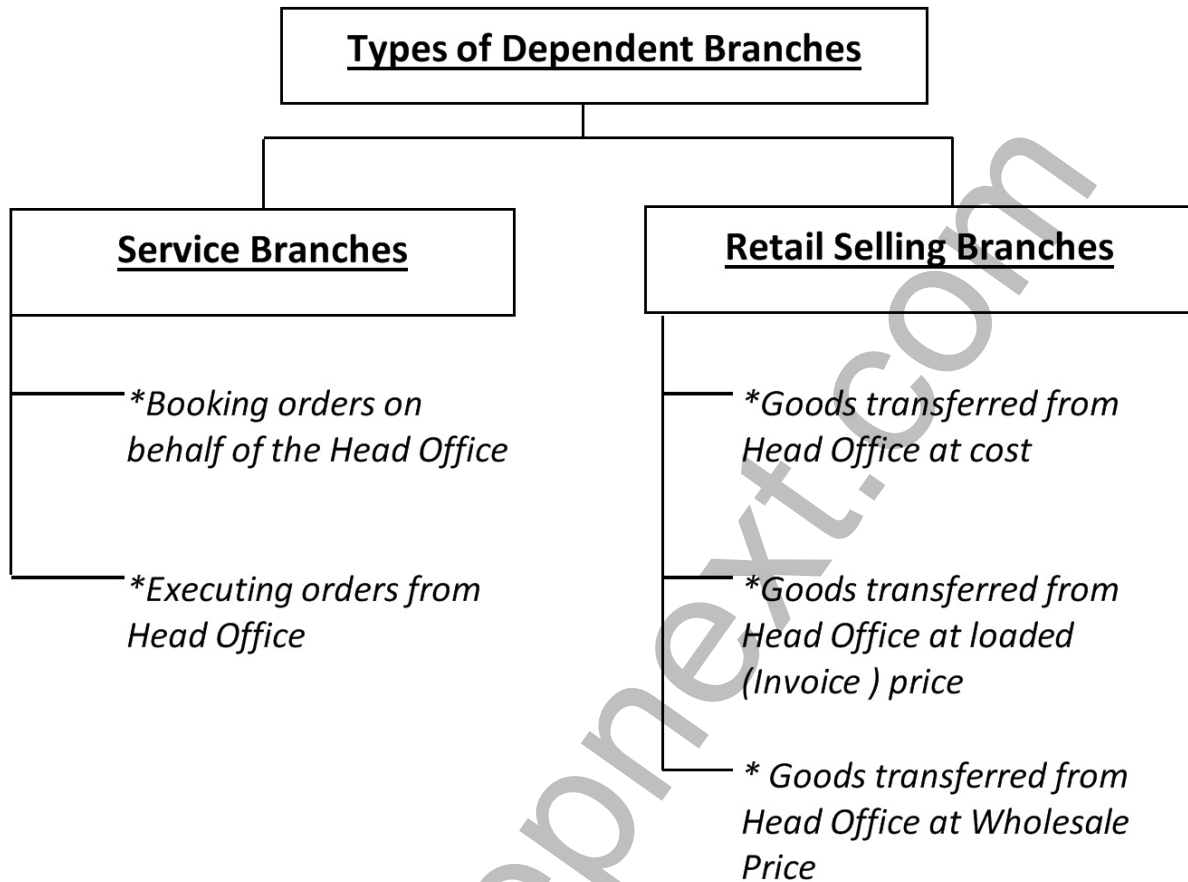 Types of Dependent Branches
Service Branches
Retail Selling Branches
*Booking orders on
behalf of the Head Office
*Executing orders from
Head Office
*Goods transferred from
Head Office at cost
*Goods transferred from
Head Office at loaded
(Invoice ) price
* Goods transferred from
Head Office at Wholesale
Price
pnext.com